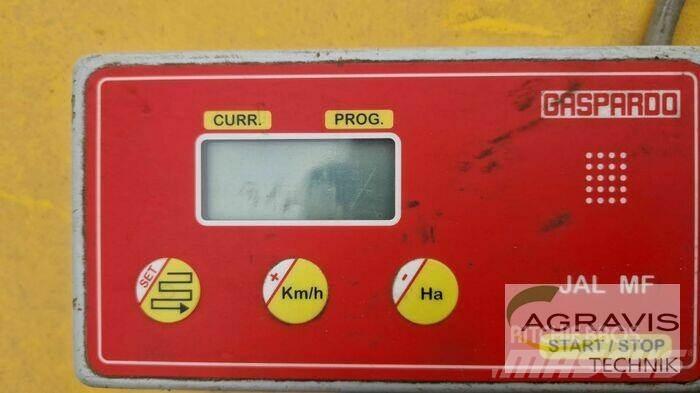 GASPARDO
CURR. PROG.
SET
+
Km/h
-
Ha
JAL MF
AGRAVIS
START / STOP
TECHNIK